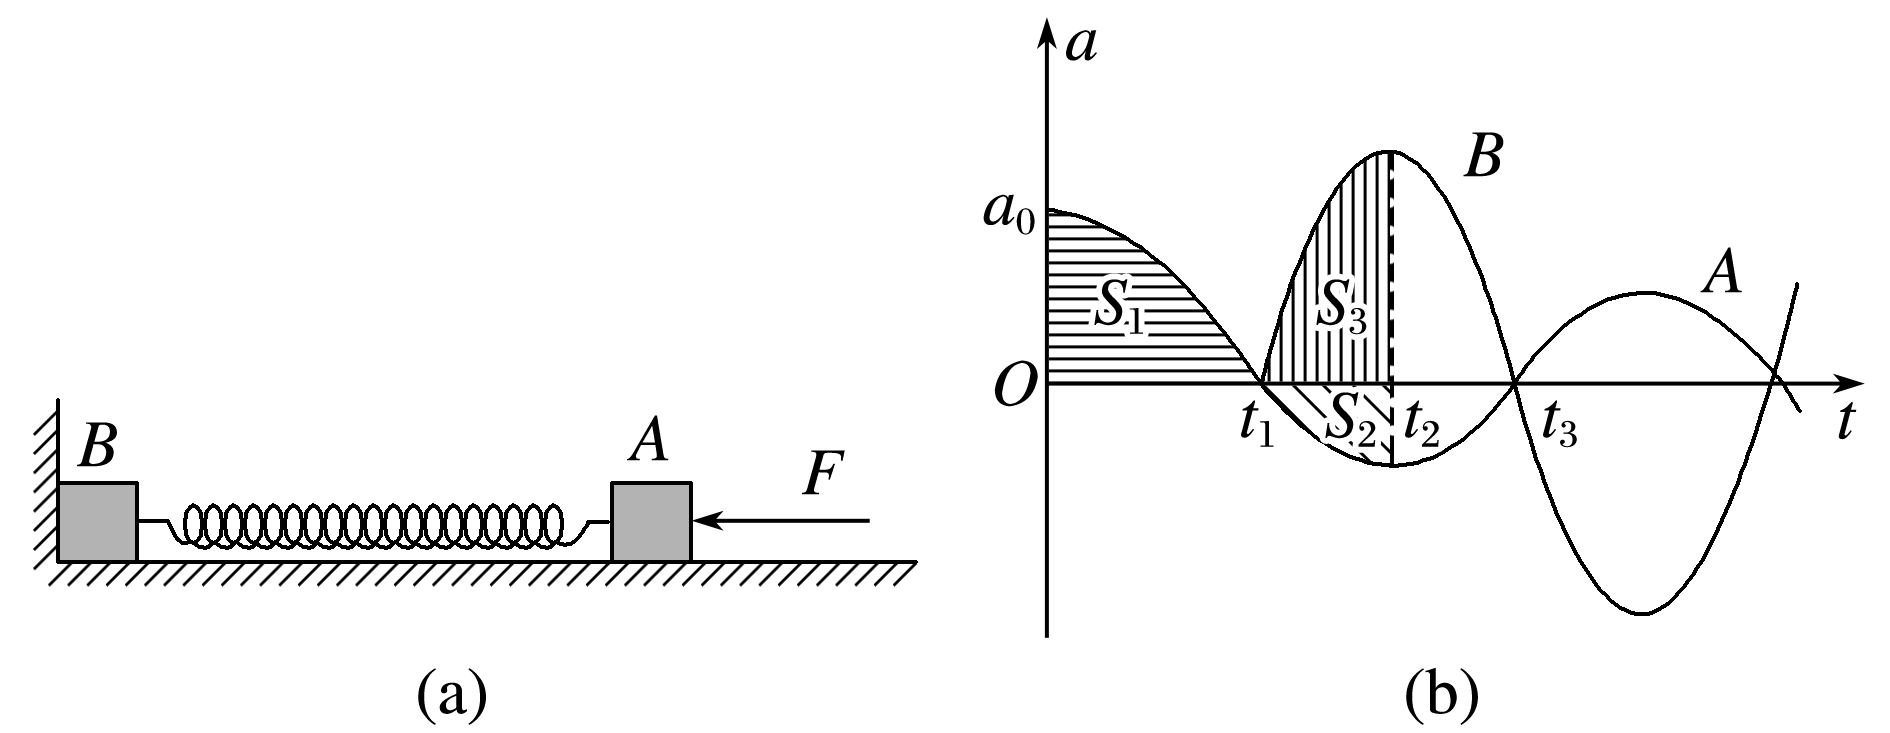 B
A
F
(a)
a
B
a₀
A
S₁
S₃
O
t₁
S₂
t₂
t₃
t
(b)